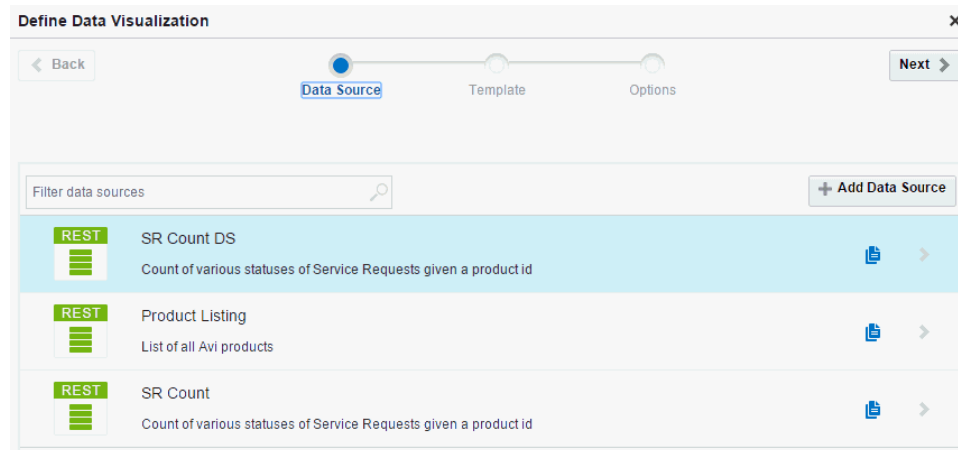 Define Data Visualization
Back
Next
Data Source
Template
Options
Filter data sources
Add Data Source
REST
SR Count DS
Count of various statuses of Service Requests given a product id
REST
Product Listing
List of all Avi products
REST
SR Count
Count of various statuses of Service Requests given a product id